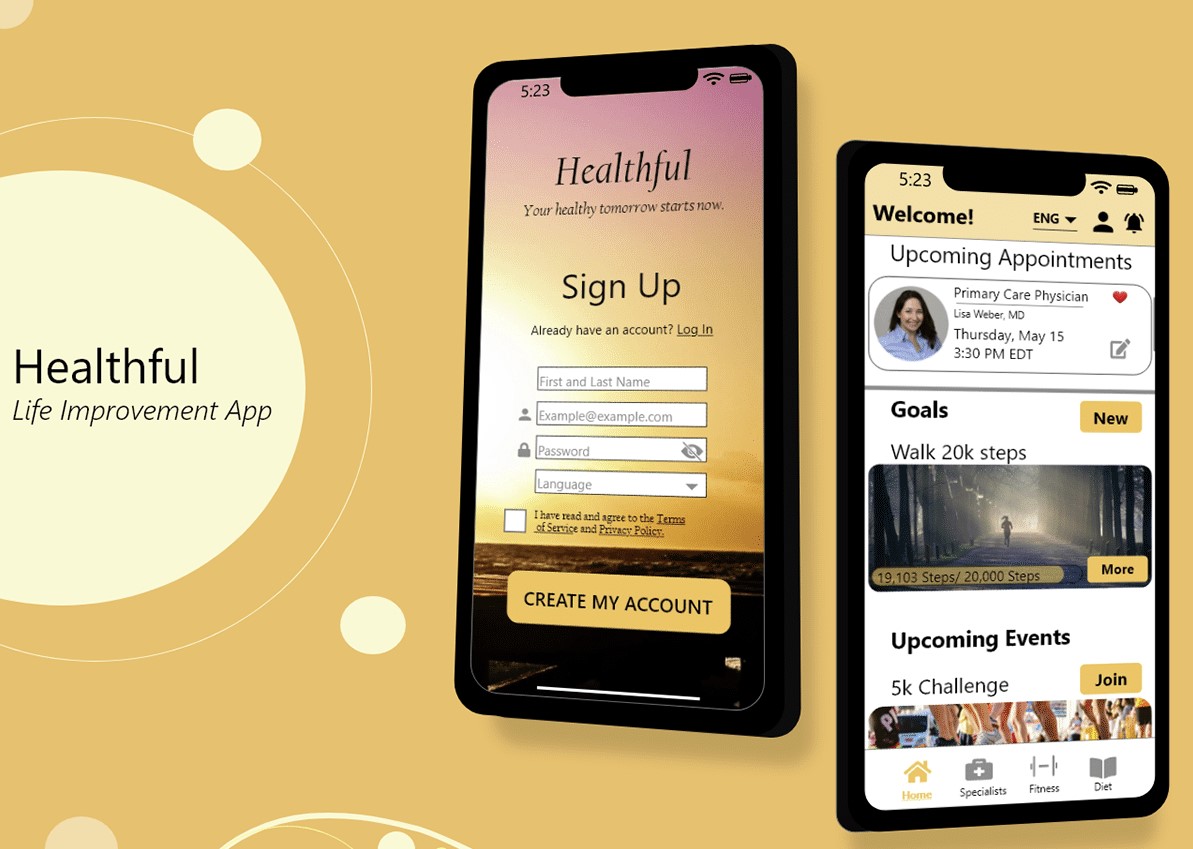 Healthful
Life Improvement App
5:23
Healthful
Your healthy tomorrow starts now.
Sign Up
Already have an account? Log In
First and Last Name
Example@example.com
Password
Language
I have read and agree to the Terms
of Service and Privacy Policy.
CREATE MY ACCOUNT
5:23
Welcome!
ENG
Upcoming Appointments
Primary Care Physician
Lisa Weber, MD
Thursday, May 15
3:30 PM EDT
Goals
New
Walk 20k steps
19,103 Steps/ 20,000 Steps
More
Upcoming Events
5k Challenge
Join
Home
Specialists
Fitness
Diet